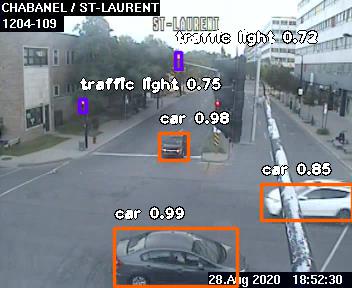 CHABANEL / ST-LAURENT
1204-109
ST-LAURENT
traffic light 0.72
traffic light 0.75
car 0.98
car 0.85
car 0.99
28.Aug 2020 18:52:30